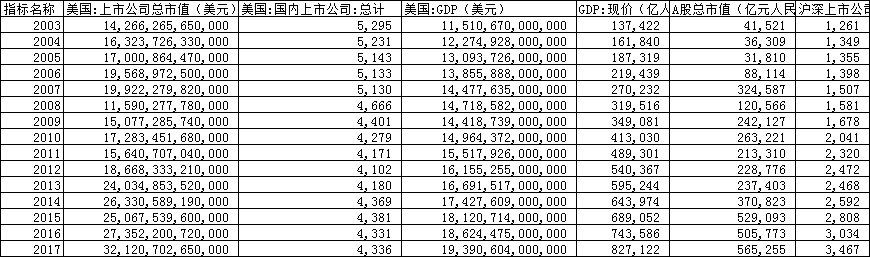 指标名称 美国:上市公司总市值（美元） 美国:国内上市公司:总计 美国:GDP（美元） GDP:现价（亿人 A股总市值（亿元人民 沪深上市公司
2003 14,266,265,650,000 5,295 11,510,670,000,000 137,422 41,521 1,261
2004 16,323,726,330,000 5,231 12,274,928,000,000 161,840 36,309 1,349
2005 17,000,864,470,000 5,143 13,093,726,000,000 187,319 31,810 1,355
2006 19,568,972,500,000 5,133 13,855,888,000,000 219,439 88,114 1,398
2007 19,922,279,820,000 5,130 14,477,635,000,000 270,232 324,587 1,507
2008 11,590,277,780,000 4,666 14,718,582,000,000 319,516 120,566 1,581
2009 15,077,285,740,000 4,401 14,418,739,000,000 349,081 242,127 1,678
2010 17,283,451,680,000 4,279 14,964,372,000,000 413,030 263,221 2,041
2011 15,640,707,040,000 4,171 15,517,926,000,000 489,301 213,310 2,320
2012 18,668,333,210,000 4,102 16,155,255,000,000 540,367 228,776 2,472
2013 24,034,853,520,000 4,180 16,691,517,000,000 595,244 237,403 2,468
2014 26,330,589,190,000 4,369 17,427,609,000,000 643,974 370,823 2,592
2015 25,067,539,600,000 4,381 18,120,714,000,000 689,052 529,093 2,808
2016 27,352,200,720,000 4,331 18,624,475,000,000 743,586 505,773 3,034
2017 32,120,702,650,000 4,336 19,390,604,000,000 827,122 565,255 3,467